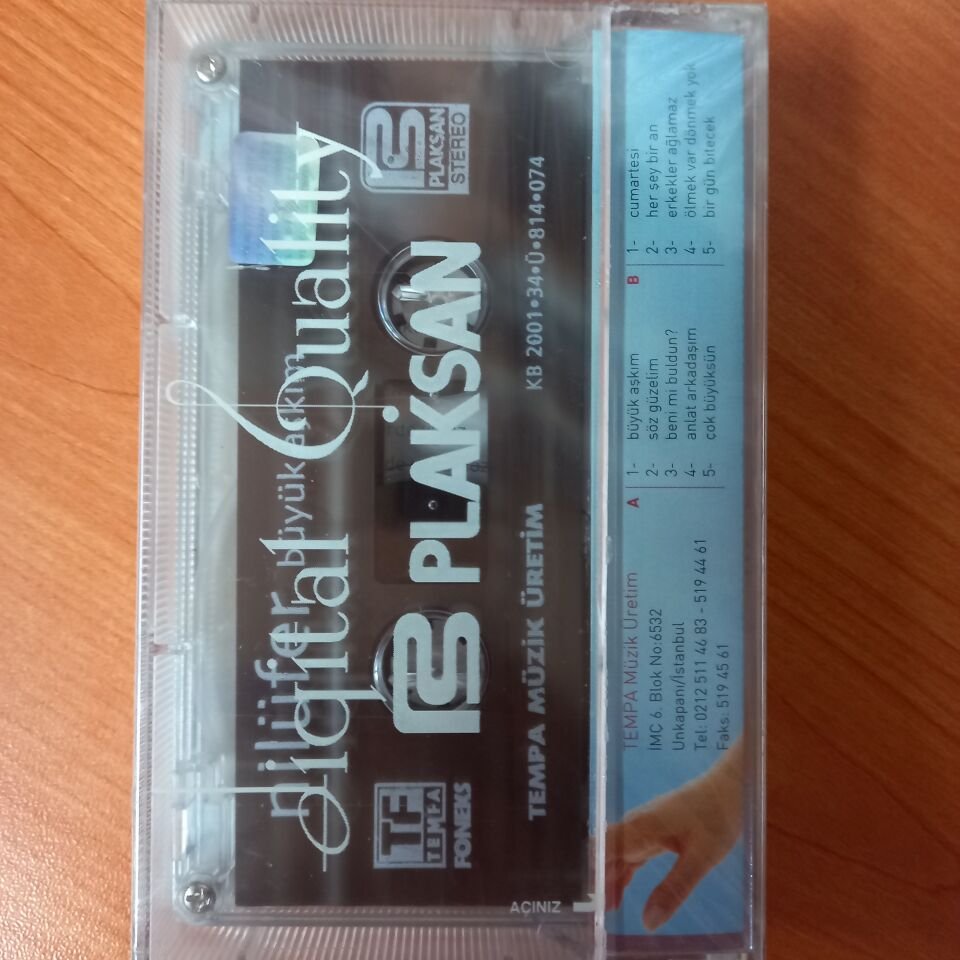 nilüfer büyük aşkım
Digital Quality
PLAKSAN
STEREO
PLAKSAN
TEMPA
FONEKS
TEMPA MÜZİK ÜRETİM
KB 2001•34•Ü•814•074
AÇINIZ
TEMPA Müzik Üretim
İMÇ 6. Blok No:6532
Unkapanı/İstanbul
Tel: 0212 511 46 83 - 519 44 61
Faks: 519 45 61
A
1- büyük aşkım
2- söz güzelim
3- beni mi buldun?
4- anlat arkadaşım
5- çok büyüksün
B
1- cumartesi
2- her şey bir an
3- erkekler ağlamaz
4- ölmek var dönmek yok
5- bir gün bitecek